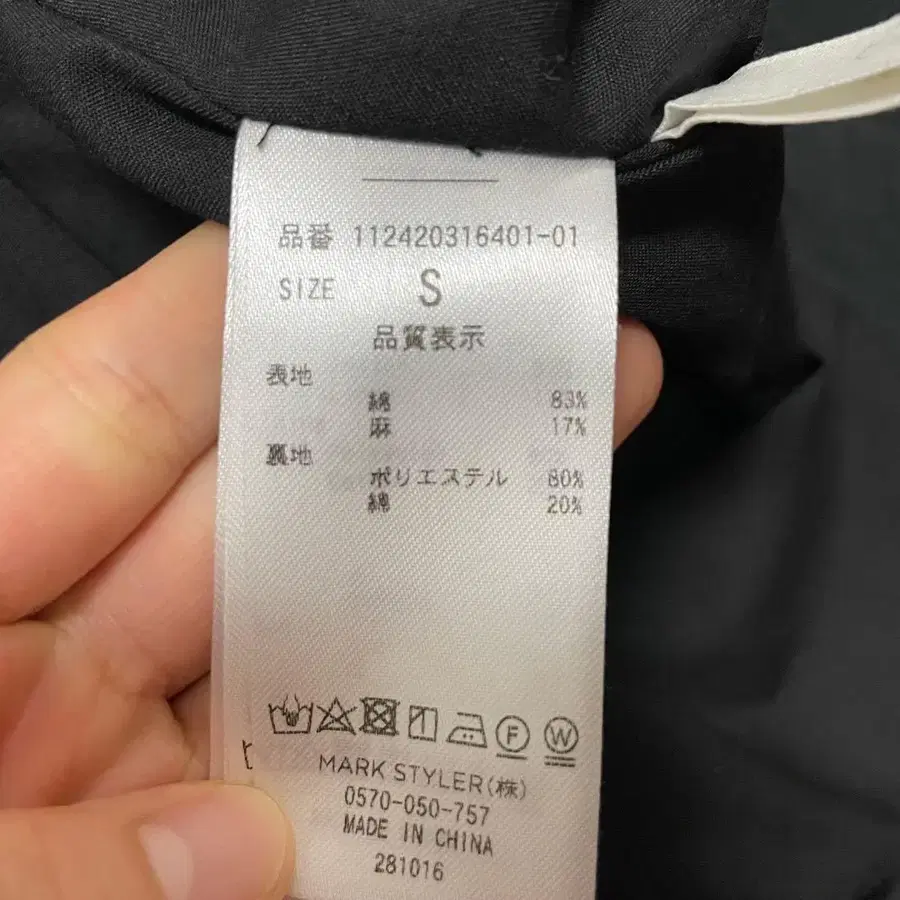 品番 112420316401-01
SIZE S
品質表示
表地
綿 83%
麻 17%
裏地
ポリエステル 80%
綿 20%
F W
MARK STYLER(株)
0570-050-757
MADE IN CHINA
281016